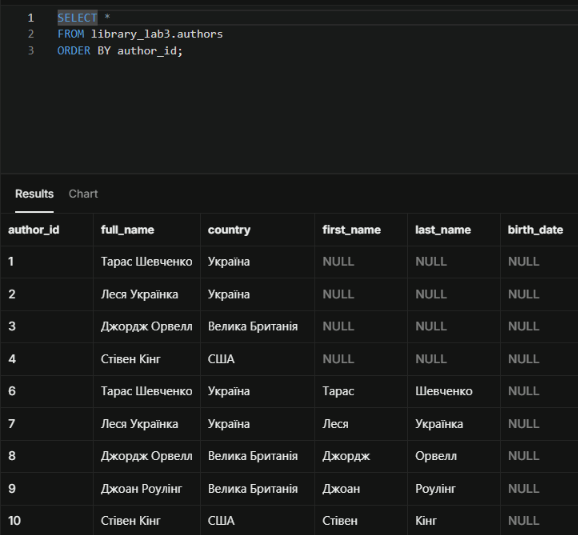 1 SELECT *
2 FROM library_lab3.authors
3 ORDER BY author_id;
Results Chart
author_id full_name country first_name last_name birth_date
1 Тарас Шевченко Україна NULL NULL NULL
2 Леся Українка Україна NULL NULL NULL
3 Джордж Орвелл Велика Британія NULL NULL NULL
4 Стівен Кінг США NULL NULL NULL
6 Тарас Шевченко Україна Тарас Шевченко NULL
7 Леся Українка Україна Леся Українка NULL
8 Джордж Орвелл Велика Британія Джордж Орвелл NULL
9 Джоан Роулінг Велика Британія Джоан Роулінг NULL
10 Стівен Кінг США Стівен Кінг NULL